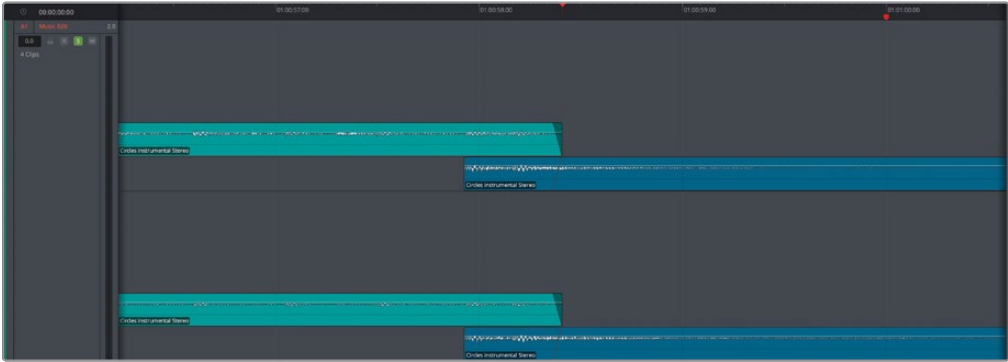 00:00:00:00
01:00:57:00
01:00:58:00
01:00:59:00
01:01:00:00
A1 Music Edit 2.0
0.0 R S M
4 Clips
Circles Instrumental Stereo
Circles Instrumental Stereo
Circles Instrumental Stereo
Circles Instrumental Stereo